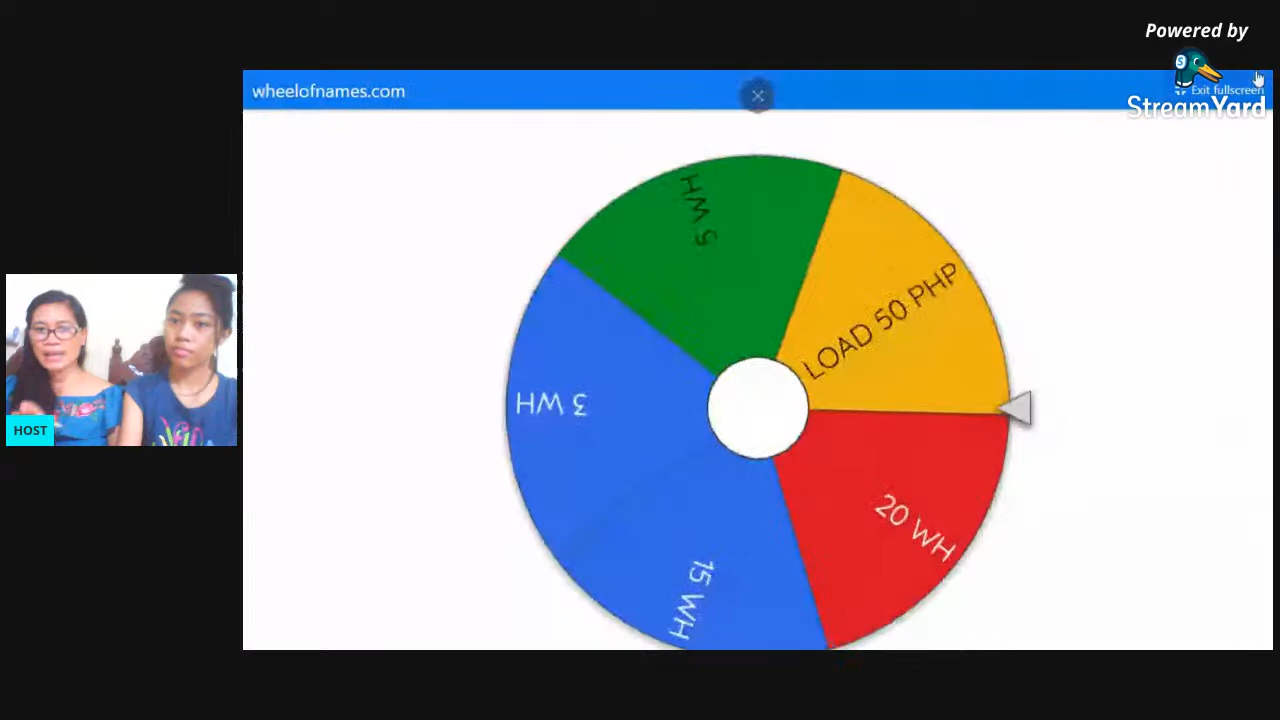 Powered by
StreamYard
wheelofnames.com
Exit fullscreen
5 WH
LOAD 50 PHP
3 WH
20 WH
15 WH
HOST